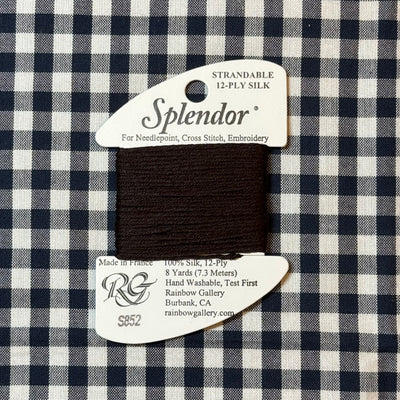 STRANDABLE
12-PLY SILK
Splendor®
For Needlepoint, Cross Stitch, Embroidery
Made in France
100% Silk, 12-Ply
8 Yards (7.3 Meters)
Hand Washable, Test First
Rainbow Gallery
Burbank, CA
rainbowgallery.com
RG
S852